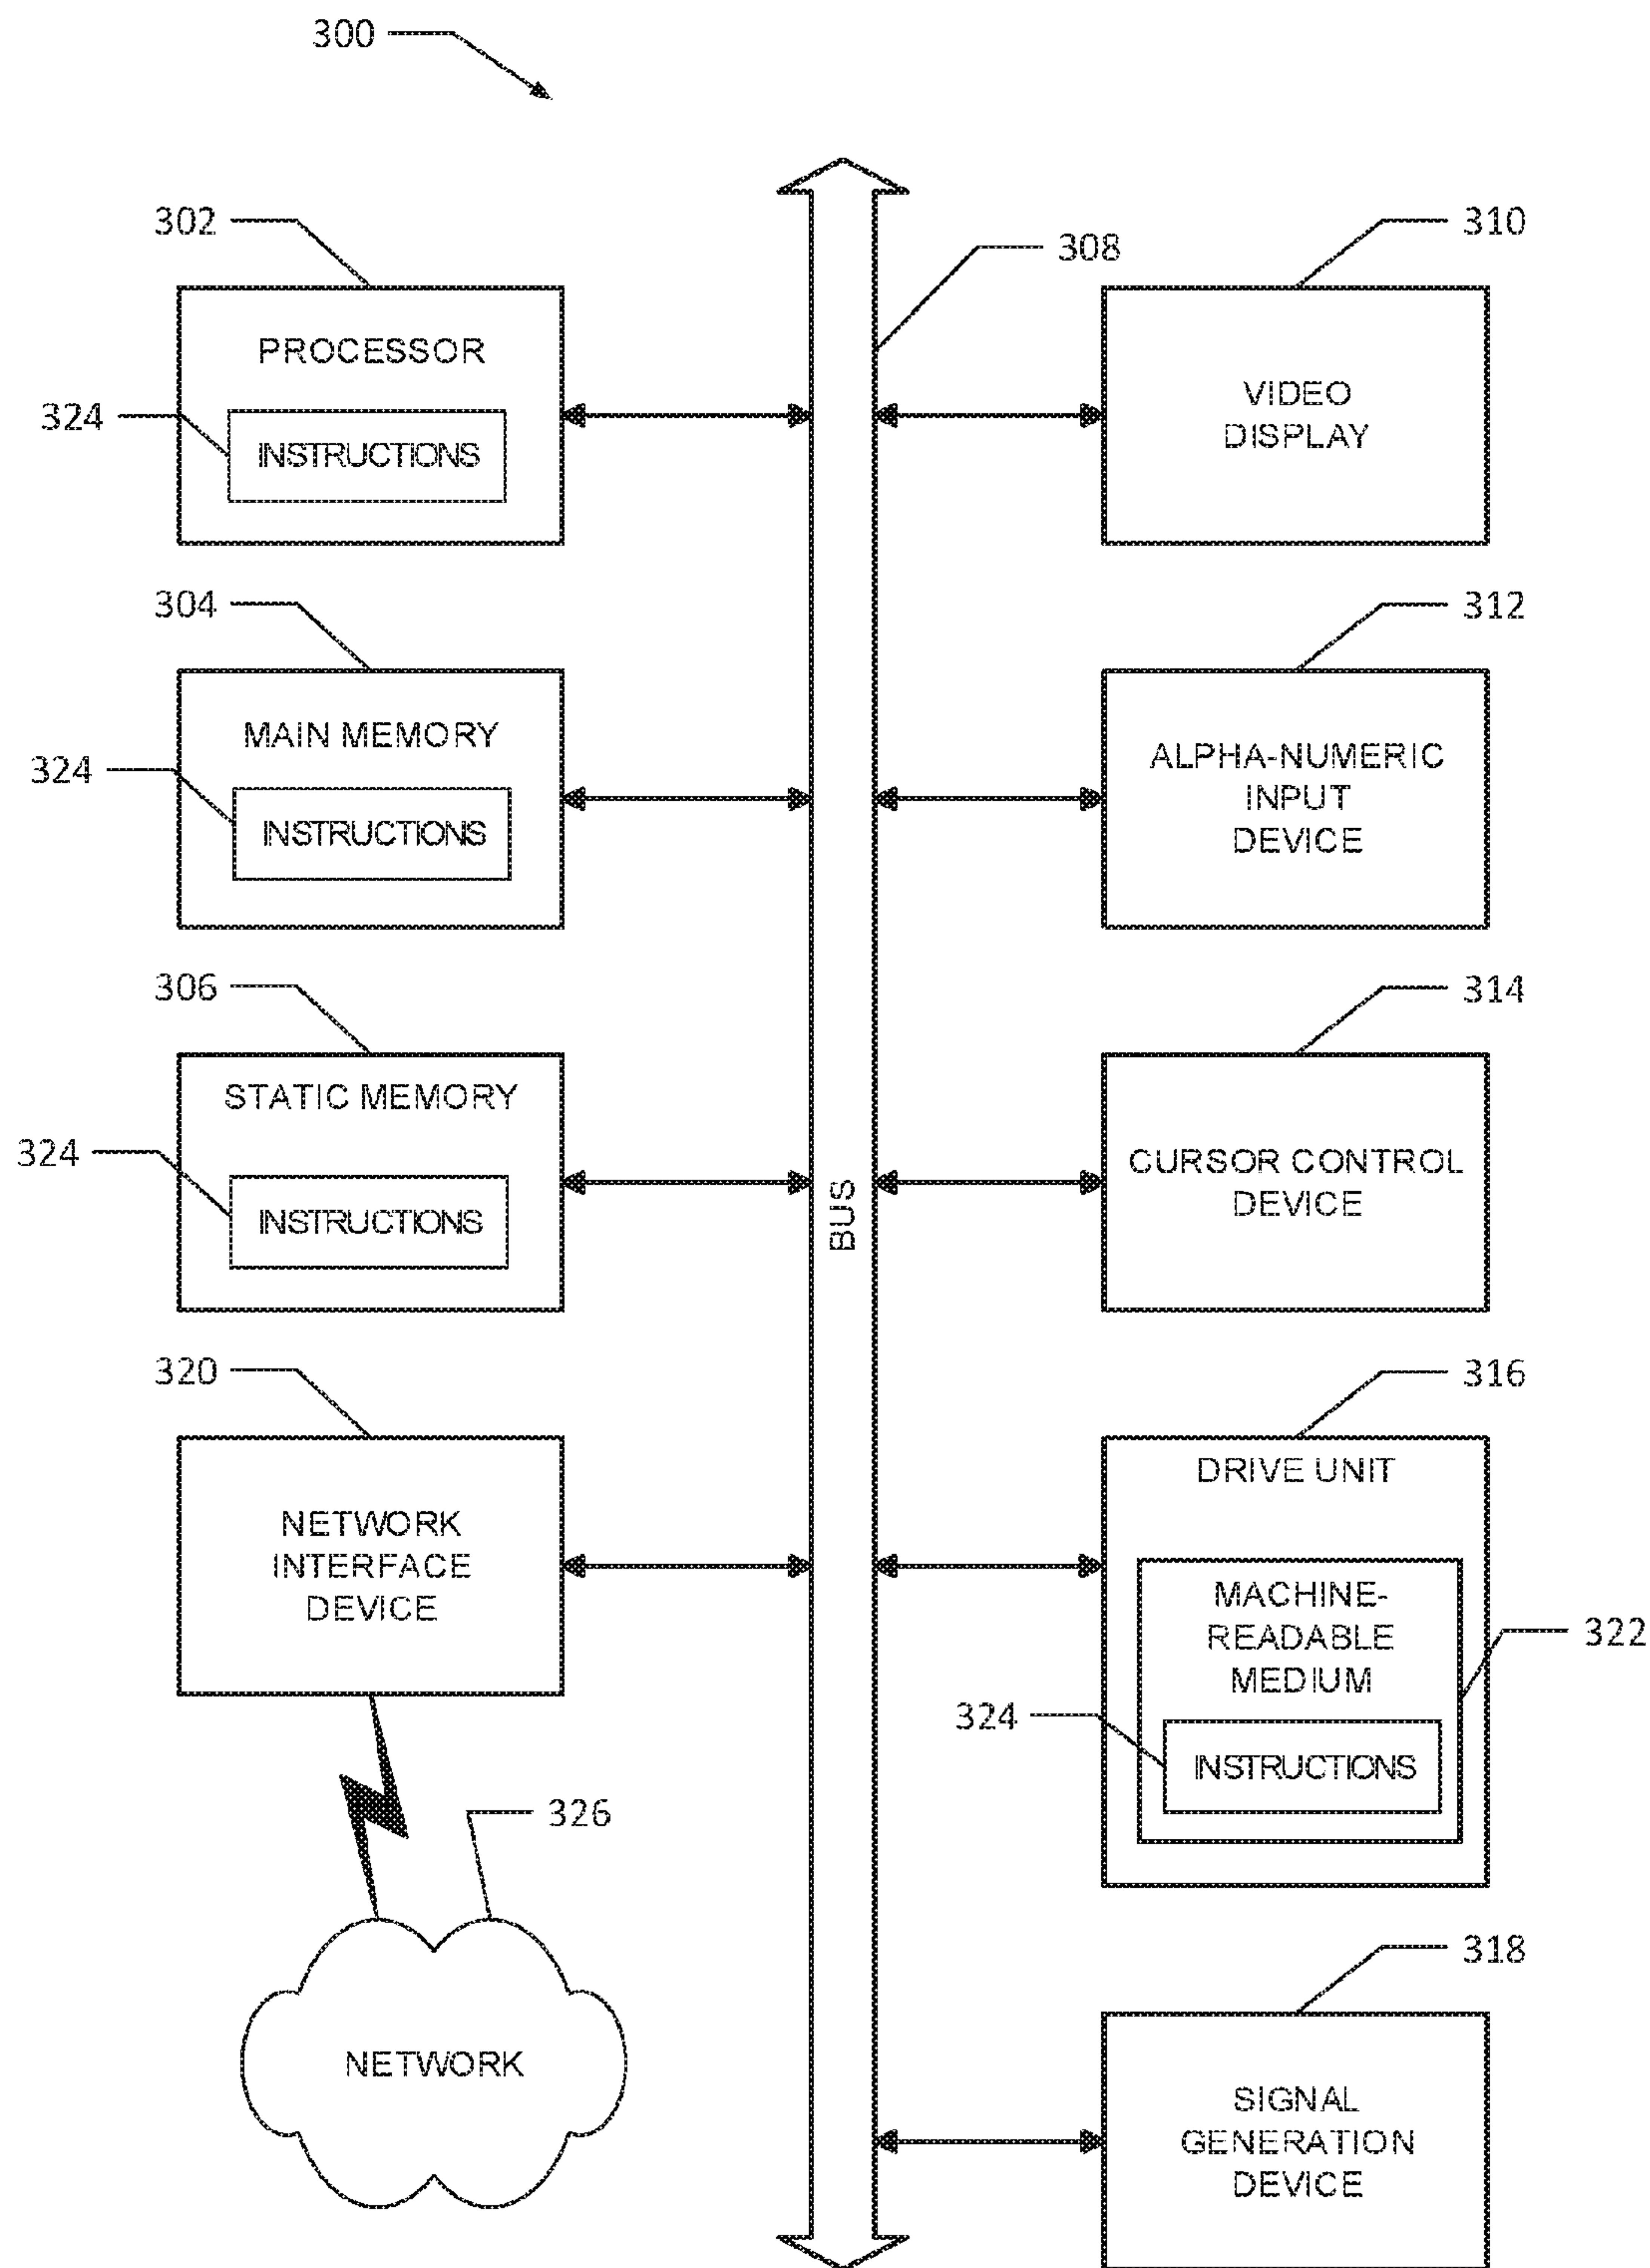 300
302
308
310
PROCESSOR
324
INSTRUCTIONS
VIDEO
DISPLAY
304
312
MAIN MEMORY
324
INSTRUCTIONS
ALPHA-NUMERIC
INPUT
DEVICE
306
314
STATIC MEMORY
324
INSTRUCTIONS
BUS
CURSOR CONTROL
DEVICE
320
316
NETWORK
INTERFACE
DEVICE
DRIVE UNIT
MACHINE-
READABLE
MEDIUM
322
324
INSTRUCTIONS
326
NETWORK
318
SIGNAL
GENERATION
DEVICE